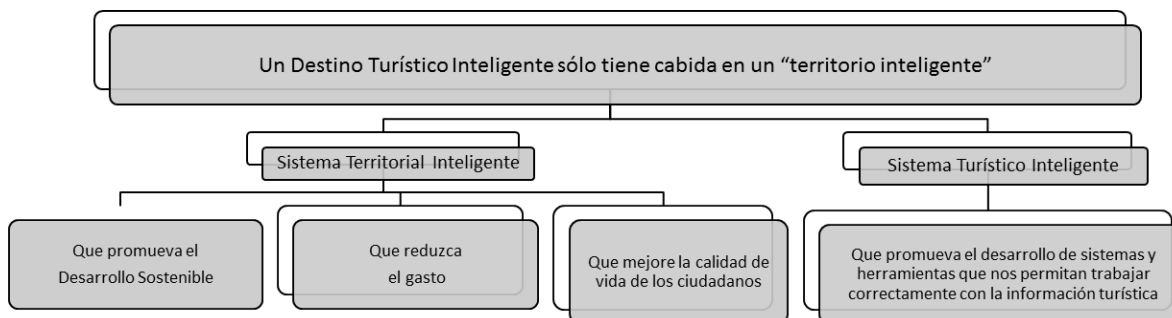 Un Destino Turístico Inteligente sólo tiene cabida en un “territorio inteligente”
Sistema Territorial Inteligente
Sistema Turístico Inteligente
Que promueva el
Desarrollo Sostenible
Que reduzca
el gasto
Que mejore la calidad de
vida de los ciudadanos
Que promueva el desarrollo de sistemas y
herramientas que nos permitan trabajar
correctamente con la información turística